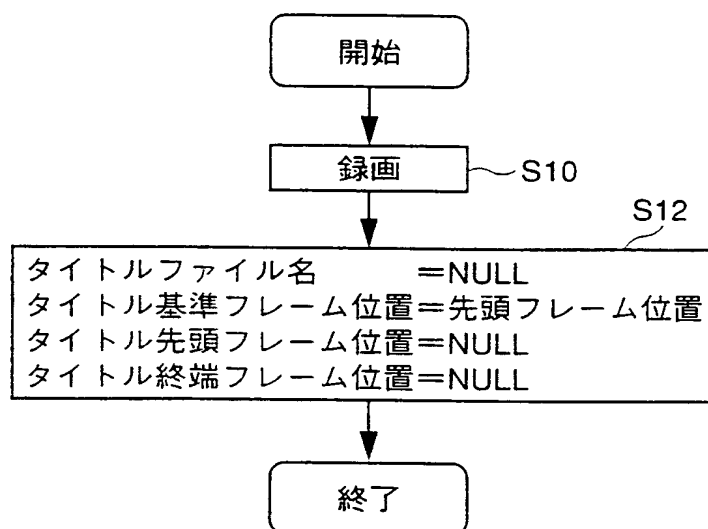 開始
録画
S10
S12
タイトルファイル名　　　＝NULL
タイトル基準フレーム位置＝先頭フレーム位置
タイトル先頭フレーム位置＝NULL
タイトル終端フレーム位置＝NULL
終了